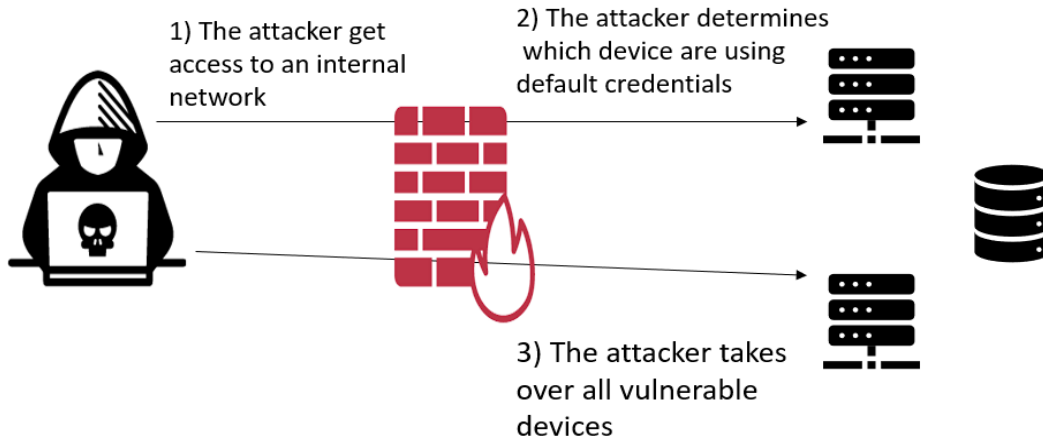 1) The attacker get
access to an internal
network
2) The attacker determines
which device are using
default credentials
3) The attacker takes
over all vulnerable
devices